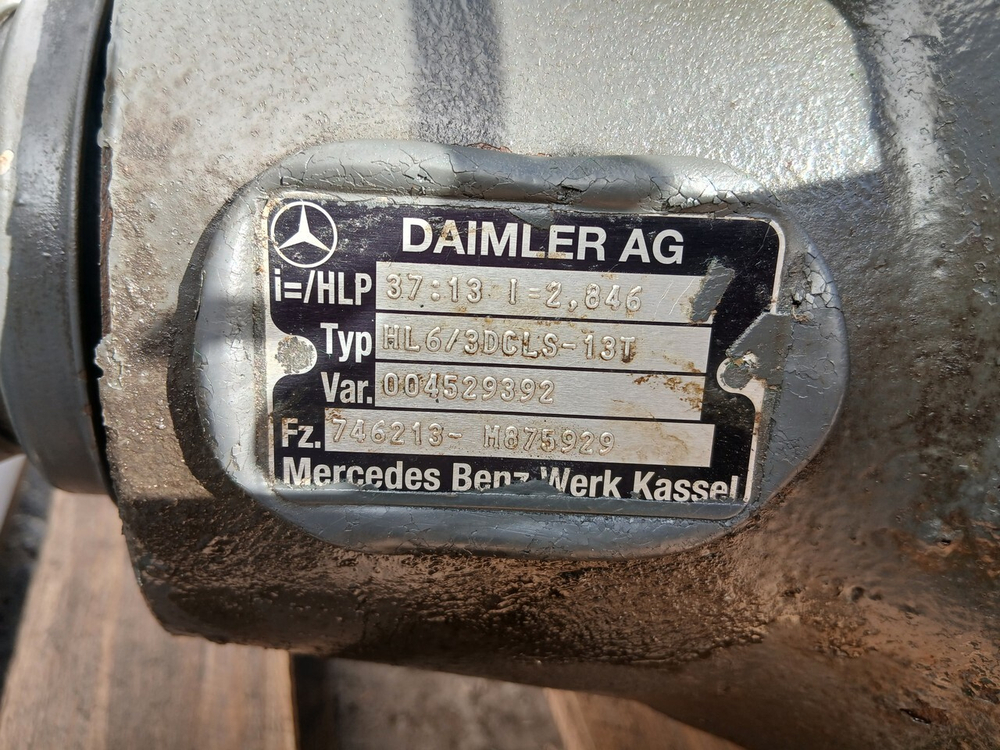 DAIMLER AG
i=/HLP 37:13 I=2,846
Typ HL6/3DCLS-13T
Var. 004529392
Fz. 746213- M875929
Mercedes Benz Werk Kassel